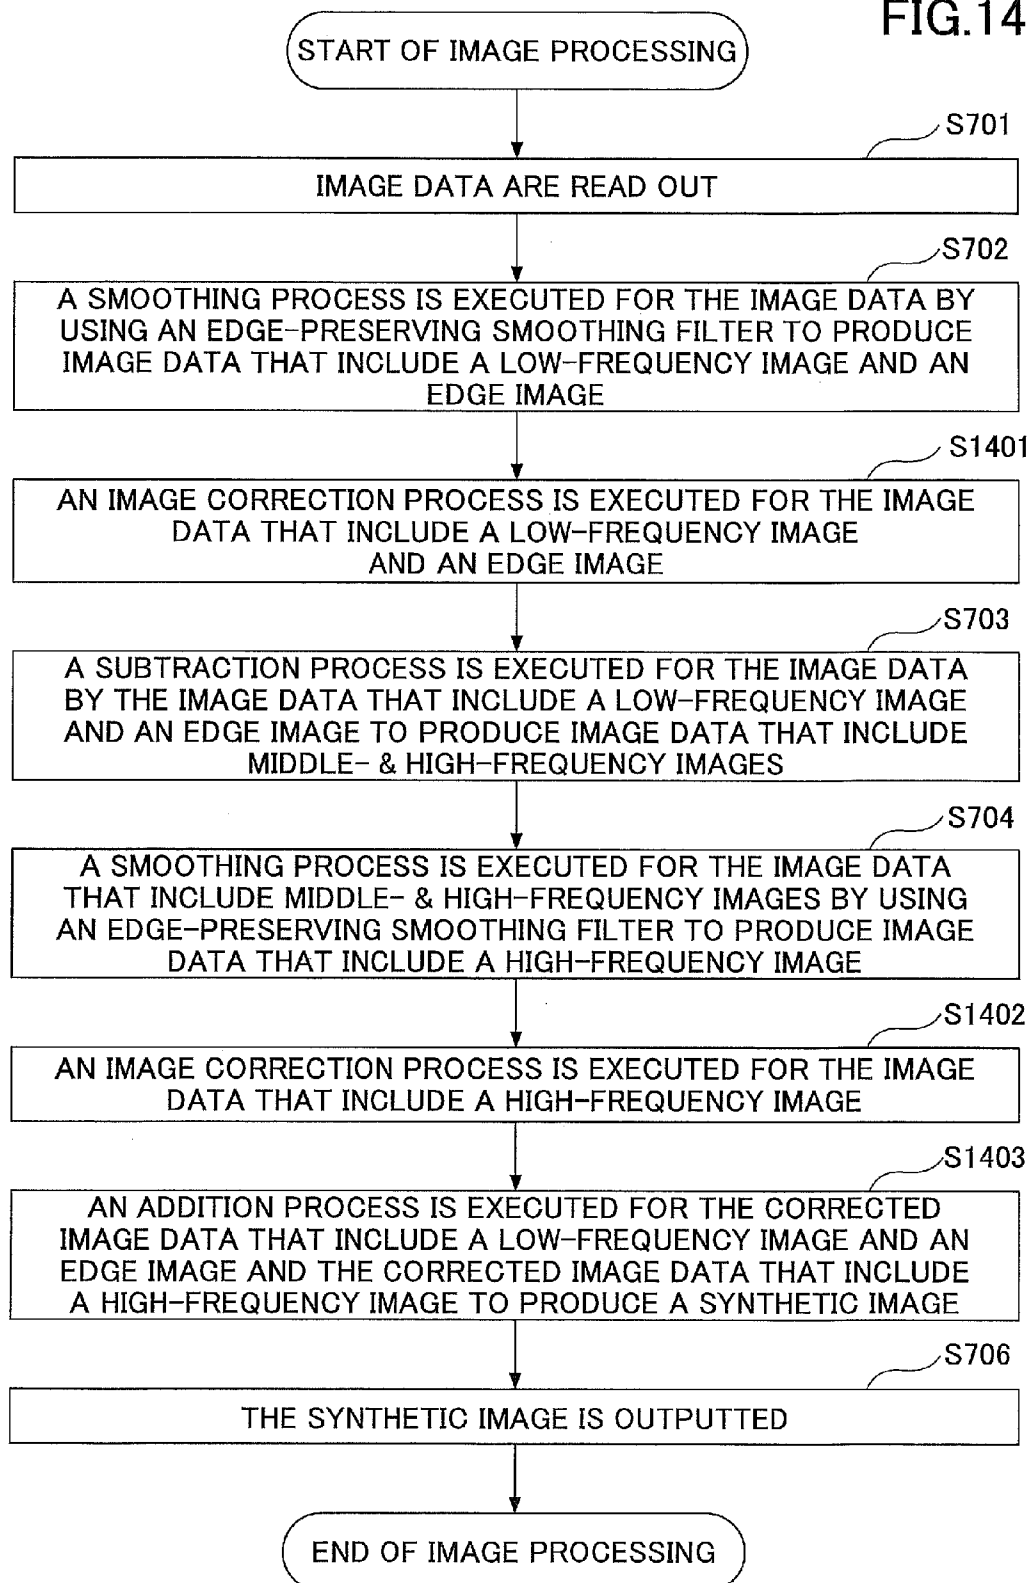 FIG.14
START OF IMAGE PROCESSING
S701
IMAGE DATA ARE READ OUT
S702
A SMOOTHING PROCESS IS EXECUTED FOR THE IMAGE DATA BY
USING AN EDGE-PRESERVING SMOOTHING FILTER TO PRODUCE
IMAGE DATA THAT INCLUDE A LOW-FREQUENCY IMAGE AND AN
EDGE IMAGE
S1401
AN IMAGE CORRECTION PROCESS IS EXECUTED FOR THE IMAGE
DATA THAT INCLUDE A LOW-FREQUENCY IMAGE
AND AN EDGE IMAGE
S703
A SUBTRACTION PROCESS IS EXECUTED FOR THE IMAGE DATA
BY THE IMAGE DATA THAT INCLUDE A LOW-FREQUENCY IMAGE
AND AN EDGE IMAGE TO PRODUCE IMAGE DATA THAT INCLUDE
MIDDLE- & HIGH-FREQUENCY IMAGES
S704
A SMOOTHING PROCESS IS EXECUTED FOR THE IMAGE DATA
THAT INCLUDE MIDDLE- & HIGH-FREQUENCY IMAGES BY USING
AN EDGE-PRESERVING SMOOTHING FILTER TO PRODUCE IMAGE
DATA THAT INCLUDE A HIGH-FREQUENCY IMAGE
S1402
AN IMAGE CORRECTION PROCESS IS EXECUTED FOR THE IMAGE
DATA THAT INCLUDE A HIGH-FREQUENCY IMAGE
S1403
AN ADDITION PROCESS IS EXECUTED FOR THE CORRECTED
IMAGE DATA THAT INCLUDE A LOW-FREQUENCY IMAGE AND AN
EDGE IMAGE AND THE CORRECTED IMAGE DATA THAT INCLUDE
A HIGH-FREQUENCY IMAGE TO PRODUCE A SYNTHETIC IMAGE
S706
THE SYNTHETIC IMAGE IS OUTPUTTED
END OF IMAGE PROCESSING